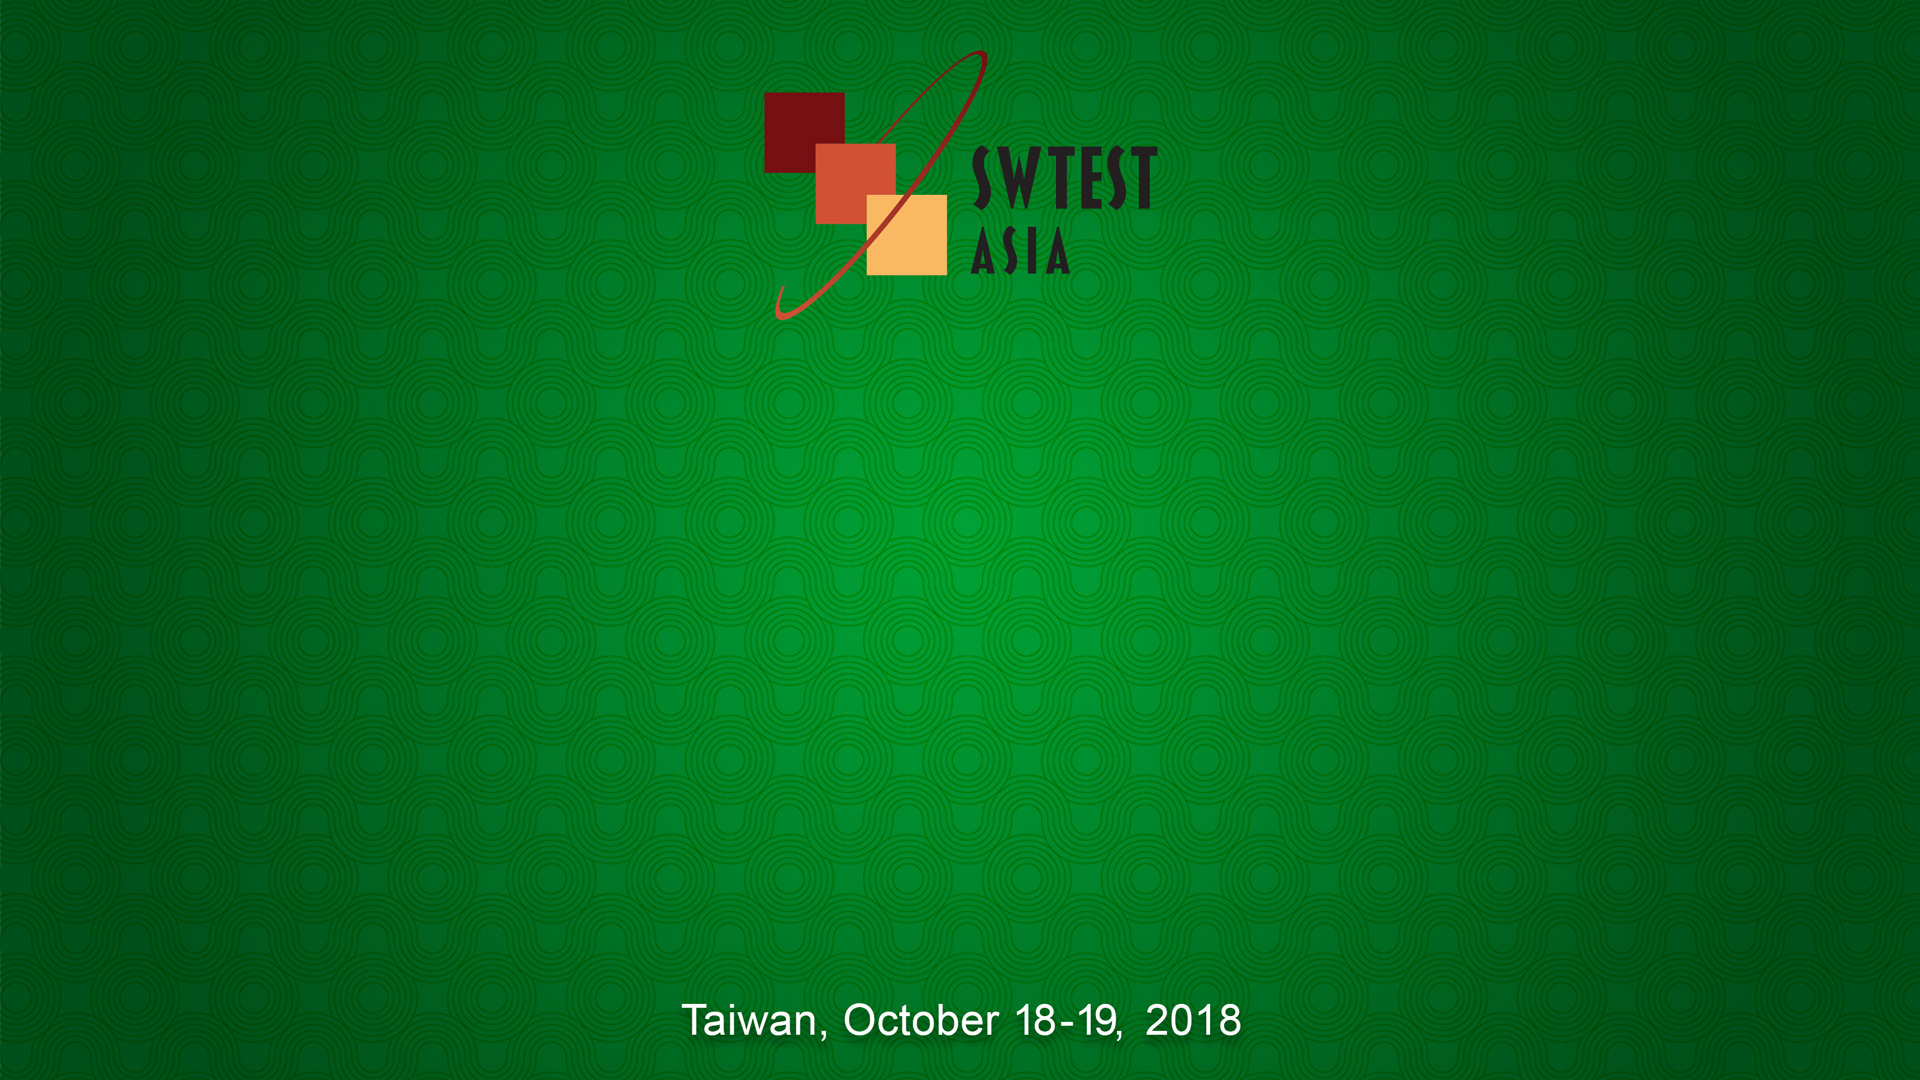 SWTEST
ASIA
Taiwan, October 18-19, 2018